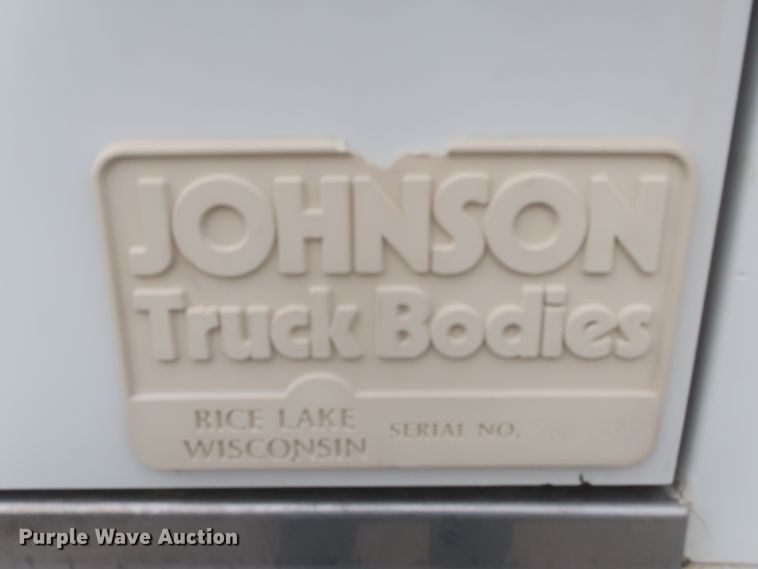 JOHNSON
Truck Bodies
RICE LAKE
WISCONSIN
SERIAL NO.
Purple Wave Auction